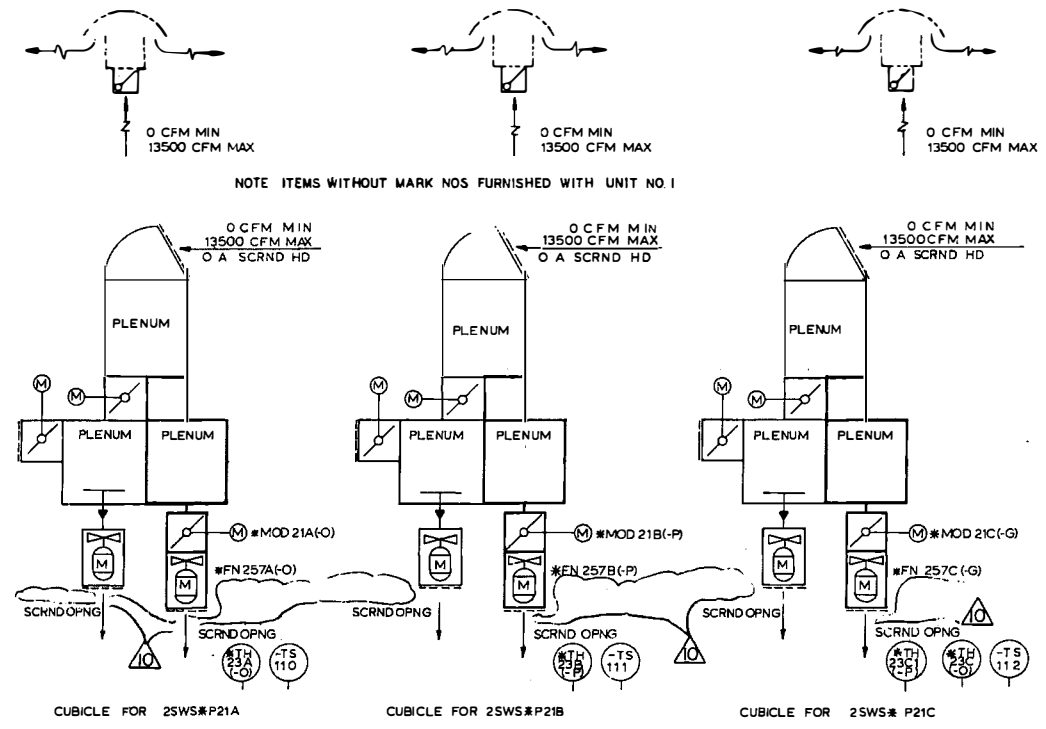 0 CFM MIN
13500 CFM MAX
0 CFM MIN
13500 CFM MAX
0 CFM MIN
13500 CFM MAX
NOTE ITEMS WITHOUT MARK NOS FURNISHED WITH UNIT NO. 1
0 CFM MIN
13500 CFM MAX
O A SCRND HD
0 CFM MIN
13500 CFM MAX
O A SCRND HD
0 CFM MIN
13500CFM MAX
O A SCRND HD
PLENUM
PLENUM
PLENUM
M
M
M
M
M
M
PLENUM
PLENUM
PLENUM
PLENUM
PLENUM
PLENUM
M
*MOD 21A(-O)
M
*MOD 21B(-P)
M
*MOD 21C(-G)
M
M
*FN 257A(-O)
M
M
*FN 257B(-P)
M
M
*FN 257C(-G)
SCRND OPNG
SCRND OPNG
SCRND OPNG
SCRND OPNG
SCRND OPNG
SCRND OPNG
10
10
10
*TH
23A
(-O)
-TS
110
*TH
23B
(-P)
-TS
111
*TH
23C1
(-P)
*TH
23C
(-O)
-TS
112
CUBICLE FOR 2SWS*P21A
CUBICLE FOR 2SWS*P21B
CUBICLE FOR 2SWS* P21C